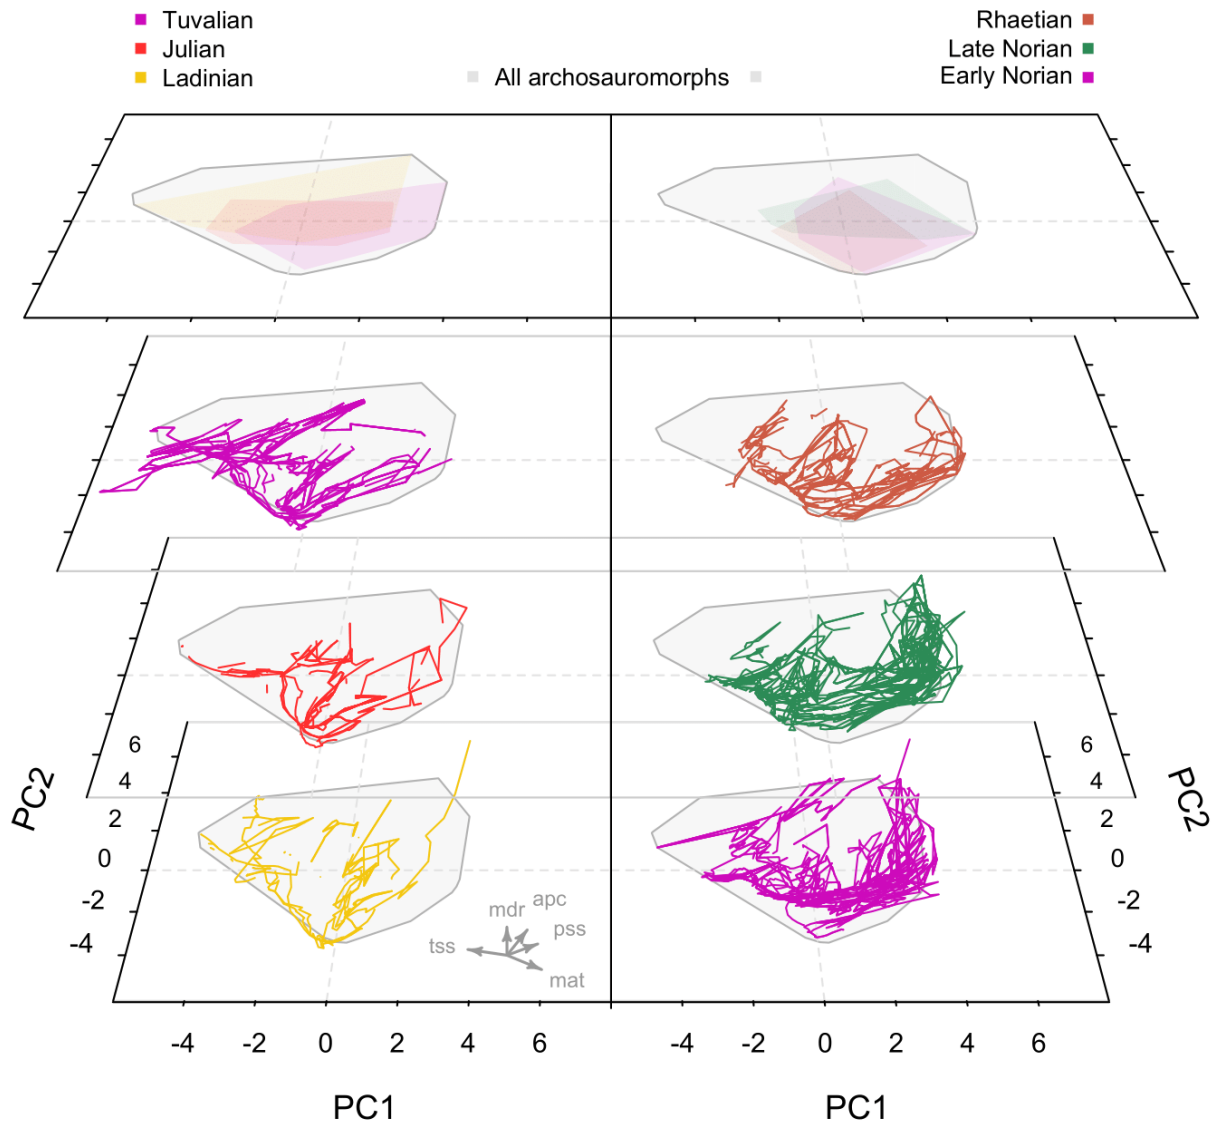 Tuvalian
Julian
Ladinian
All archosauromorphs
Rhaetian
Late Norian
Early Norian
PC2
6
4
2
0
-2
-4
mdr
apc
pss
tss
mat
6
4
2
0
-2
-4
PC2
-4 -2 0 2 4 6
-4 -2 0 2 4 6
PC1
PC1